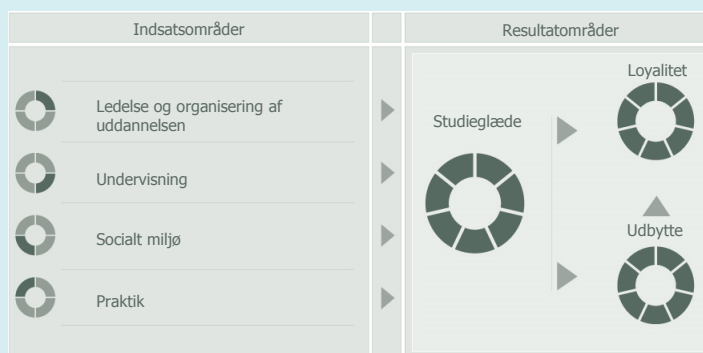 Indsatsområder
Resultatområder
Ledelse og organisering af
uddannelsen
Undervisning
Socialt miljø
Praktik
Studieglæde
Loyalitet
Udbytte